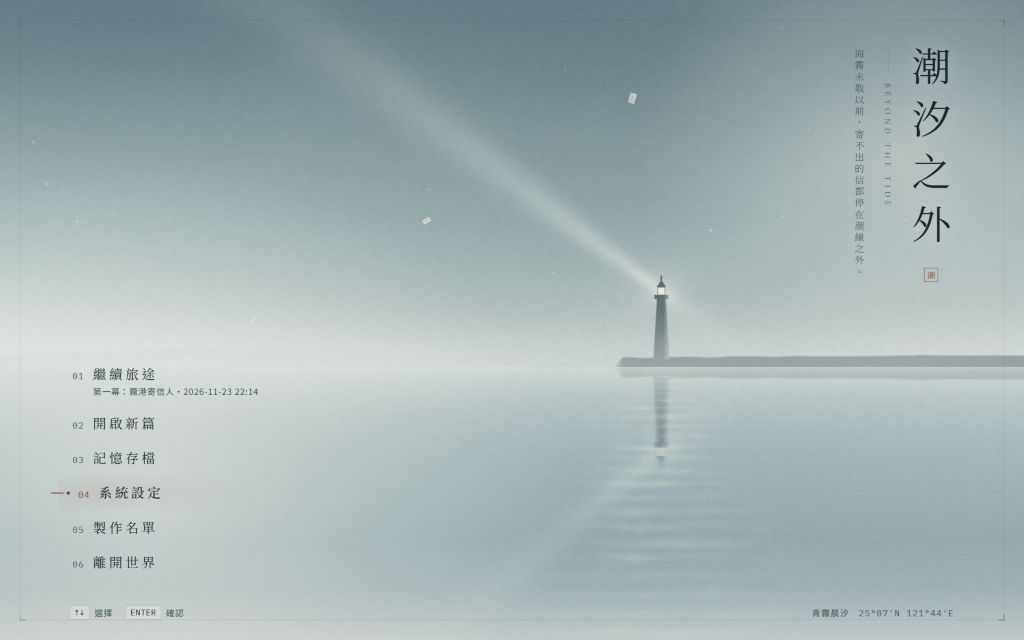 潮汐之外
BEYOND THE TIDE
海霧未散以前，寄不出的信都停在潮線之外。
潮
01 繼續旅途
第一幕：霧港寄信人・2026-11-23 22:14
02 開啟新篇
03 記憶存檔
04 系統設定
05 製作名單
06 離開世界
↑↓ 選擇 ENTER 確認
青霧晨汐 25°07'N 121°44'E